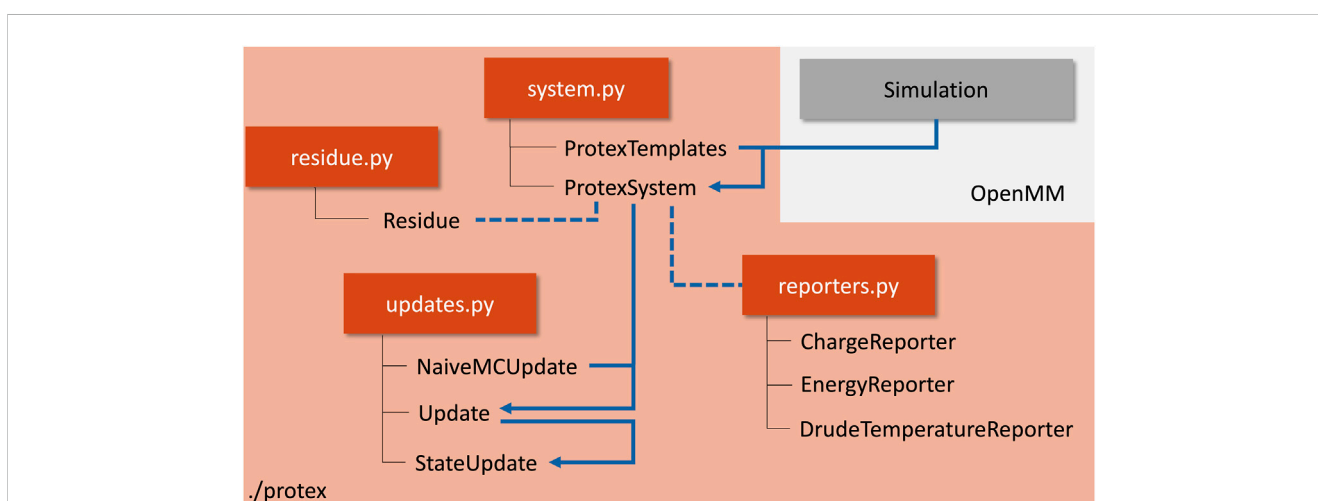 system.py
Simulation
residue.py
ProtexTemplates
ProtexSystem
OpenMM
Residue
updates.py
reporters.py
NaiveMCUpdate
ChargeReporter
EnergyReporter
Update
DrudeTemperatureReporter
StateUpdate
./protex